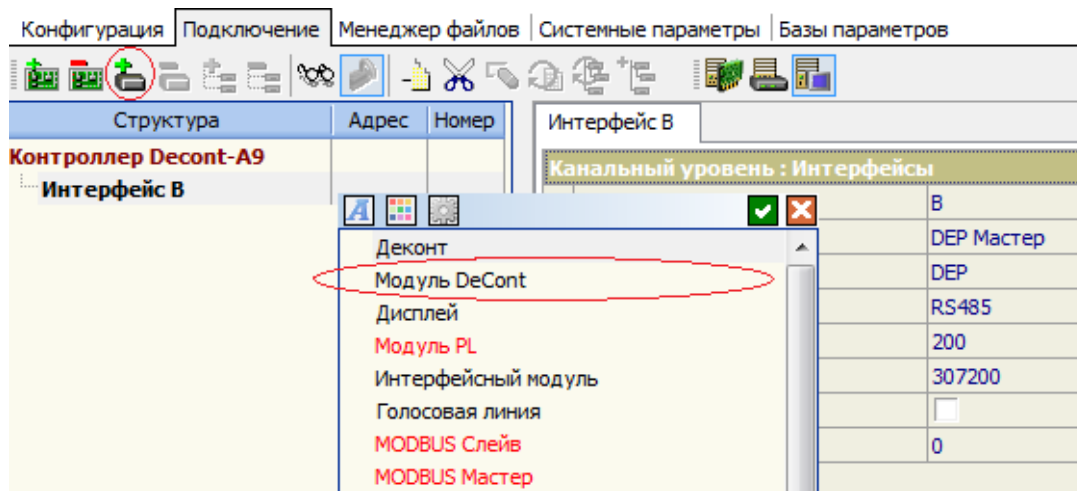 Конфигурация Подключение Менеджер файлов Системные параметры Базы параметров
Структура Адрес Номер Интерфейс B
Контроллер Decont-A9
Канальный уровень : Интерфейсы
Интерфейс B
B
Деконт
DEP Мастер
Модуль DeCont
DEP
Дисплей
RS485
Модуль PL
200
Интерфейсный модуль
307200
Голосовая линия
MODBUS Слейв
0
MODBUS Мастер